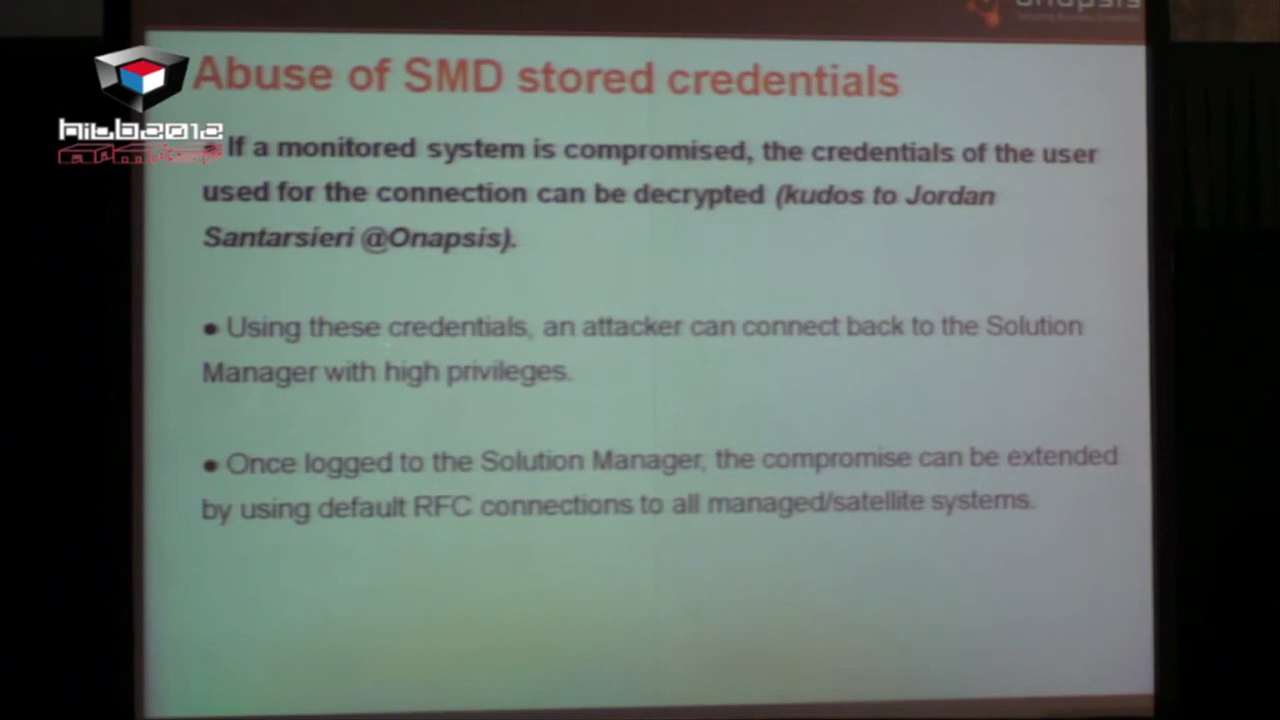 onapsis
Abuse of SMD stored credentials
HITB2012
If a monitored system is compromised, the credentials of the user
used for the connection can be decrypted (kudos to Jordan
Santarsieri @Onapsis).
● Using these credentials, an attacker can connect back to the Solution
Manager with high privileges.
● Once logged to the Solution Manager, the compromise can be extended
by using default RFC connections to all managed/satellite systems.